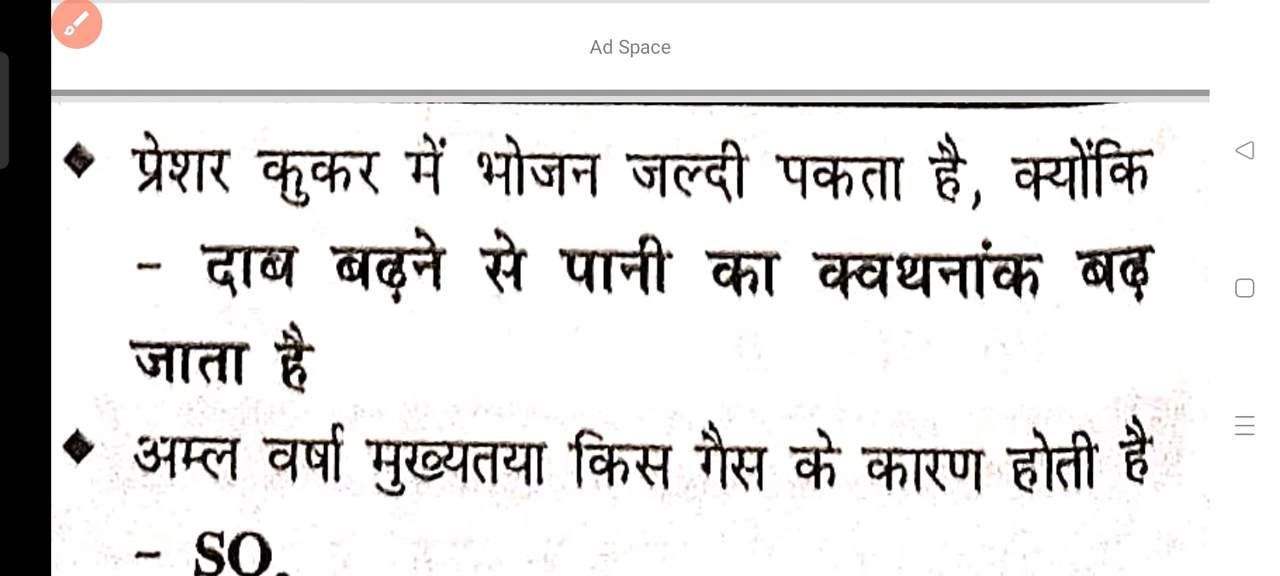 Ad Space
◆ प्रेशर कुकर में भोजन जल्दी पकता है, क्योंकि
– दाब बढ़ने से पानी का क्वथनांक बढ़
जाता है
◆ अम्ल वर्षा मुख्यतया किस गैस के कारण होती है
– SO